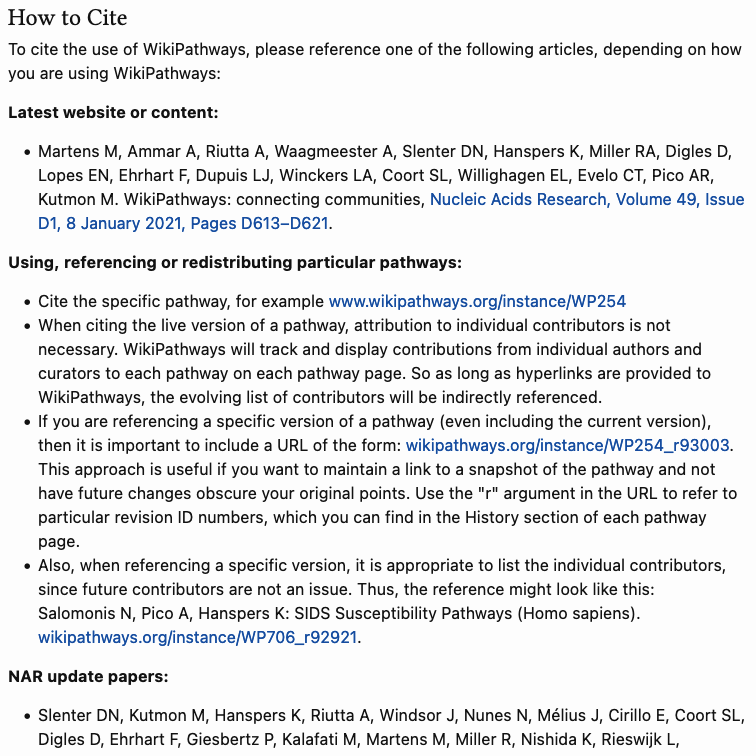 How to Cite
To cite the use of WikiPathways, please reference one of the following articles, depending on how
you are using WikiPathways:
Latest website or content:
• Martens M, Ammar A, Riutta A, Waagmeester A, Slenter DN, Hanspers K, Miller RA, Digles D,
Lopes EN, Ehrhart F, Dupuis LJ, Winckers LA, Coort SL, Willighagen EL, Evelo CT, Pico AR,
Kutmon M. WikiPathways: connecting communities, Nucleic Acids Research, Volume 49, Issue
D1, 8 January 2021, Pages D613–D621.
Using, referencing or redistributing particular pathways:
• Cite the specific pathway, for example www.wikipathways.org/instance/WP254
• When citing the live version of a pathway, attribution to individual contributors is not
necessary. WikiPathways will track and display contributions from individual authors and
curators to each pathway on each pathway page. So as long as hyperlinks are provided to
WikiPathways, the evolving list of contributors will be indirectly referenced.
• If you are referencing a specific version of a pathway (even including the current version),
then it is important to include a URL of the form: wikipathways.org/instance/WP254_r93003.
This approach is useful if you want to maintain a link to a snapshot of the pathway and not
have future changes obscure your original points. Use the "r" argument in the URL to refer to
particular revision ID numbers, which you can find in the History section of each pathway
page.
• Also, when referencing a specific version, it is appropriate to list the individual contributors,
since future contributors are not an issue. Thus, the reference might look like this:
Salomonis N, Pico A, Hanspers K: SIDS Susceptibility Pathways (Homo sapiens).
wikipathways.org/instance/WP706_r92921.
NAR update papers:
• Slenter DN, Kutmon M, Hanspers K, Riutta A, Windsor J, Nunes N, Mélius J, Cirillo E, Coort SL,
Digles D, Ehrhart F, Giesbertz P, Kalafati M, Martens M, Miller R, Nishida K, Rieswijk L,